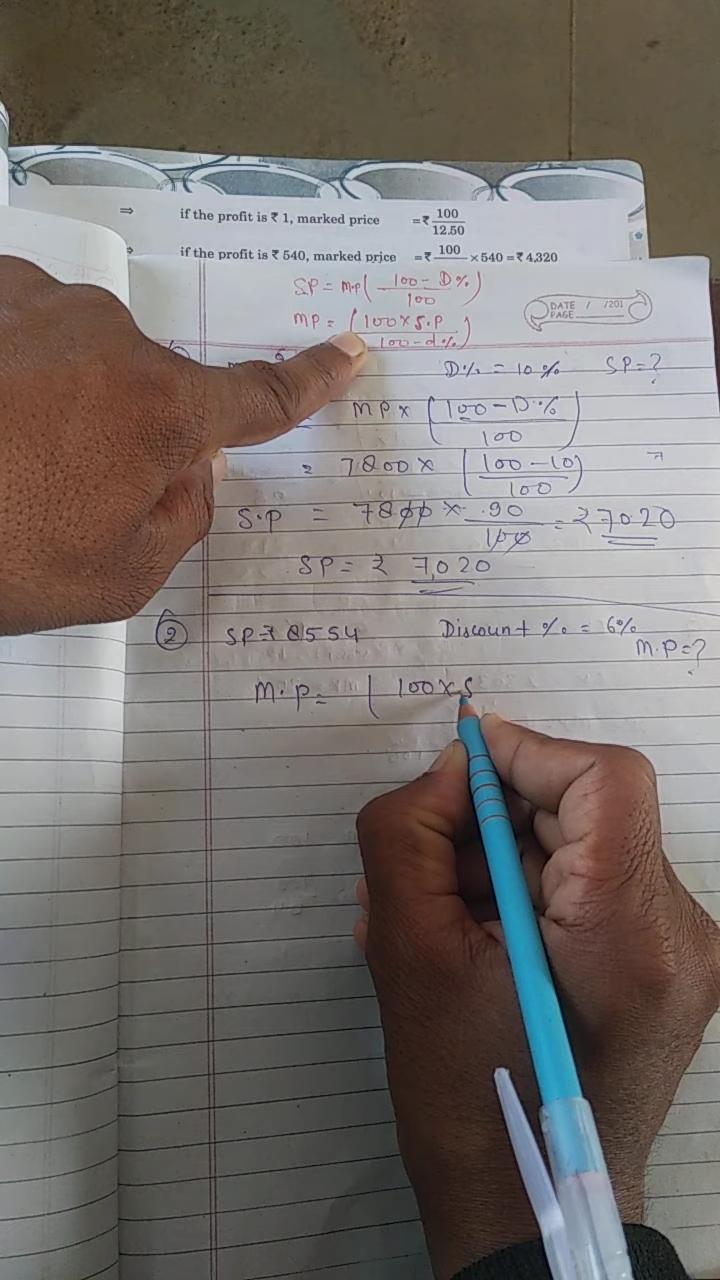 ⇒ if the profit is ₹ 1, marked price =₹ 100/12.50
if the profit is ₹ 540, marked price =₹ 100/12.50 ×540 =₹ 4,320
SP = M.P ( 100 - D% / 100 )
MP = ( 100 × S.P / 100 - d% )
DATE / /201
PAGE
D% = 10% SP = ?
= MP × ( 100 - D% / 100 )
= 7800 × ( 100 - 10 / 100 )
S.P = 7800 × 90 / 100 = ₹ 7020
SP = ₹ 7,020
② SP ₹ 8554 Discount % = 6%
M.P = ?
M.P = ( 100 × S